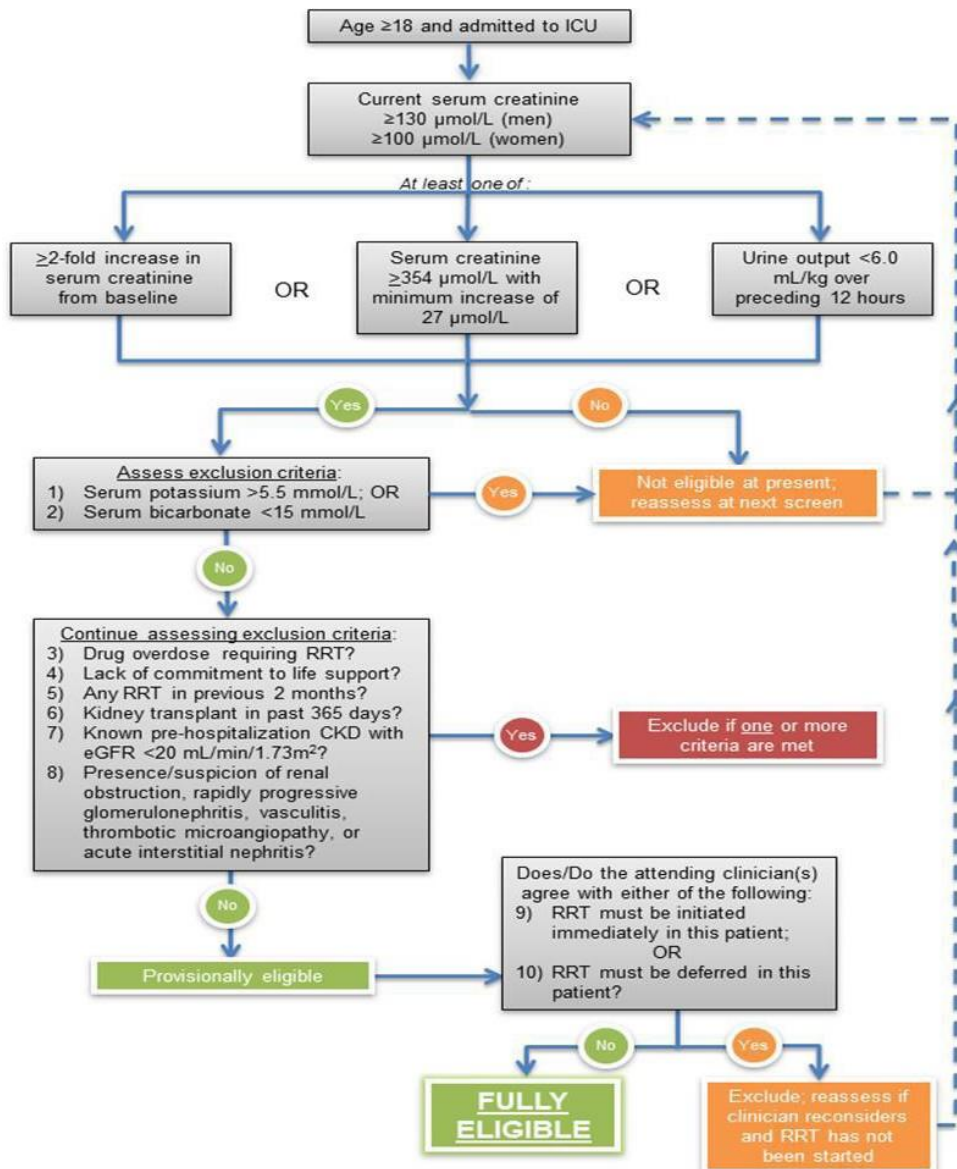 Age ≥18 and admitted to ICU
Current serum creatinine
≥130 µmol/L (men)
≥100 µmol/L (women)
At least one of :
≥2-fold increase in
serum creatinine
from baseline
OR
Serum creatinine
≥354 µmol/L with
minimum increase of
27 µmol/L
OR
Urine output <6.0
mL/kg over
preceding 12 hours
Yes
No
Assess exclusion criteria:
1) Serum potassium >5.5 mmol/L; OR
2) Serum bicarbonate <15 mmol/L
Yes
Not eligible at present;
reassess at next screen
No
Continue assessing exclusion criteria:
3) Drug overdose requiring RRT?
4) Lack of commitment to life support?
5) Any RRT in previous 2 months?
6) Kidney transplant in past 365 days?
7) Known pre-hospitalization CKD with
eGFR <20 mL/min/1.73m²?
8) Presence/suspicion of renal
obstruction, rapidly progressive
glomerulonephritis, vasculitis,
thrombotic microangiopathy, or
acute interstitial nephritis?
Yes
Exclude if one or more
criteria are met
No
Provisionally eligible
Does/Do the attending clinician(s)
agree with either of the following:
9) RRT must be initiated
immediately in this patient;
OR
10) RRT must be deferred in this
patient?
No
Yes
FULLY
ELIGIBLE
Exclude; reassess if
clinician reconsiders
and RRT has not
been started